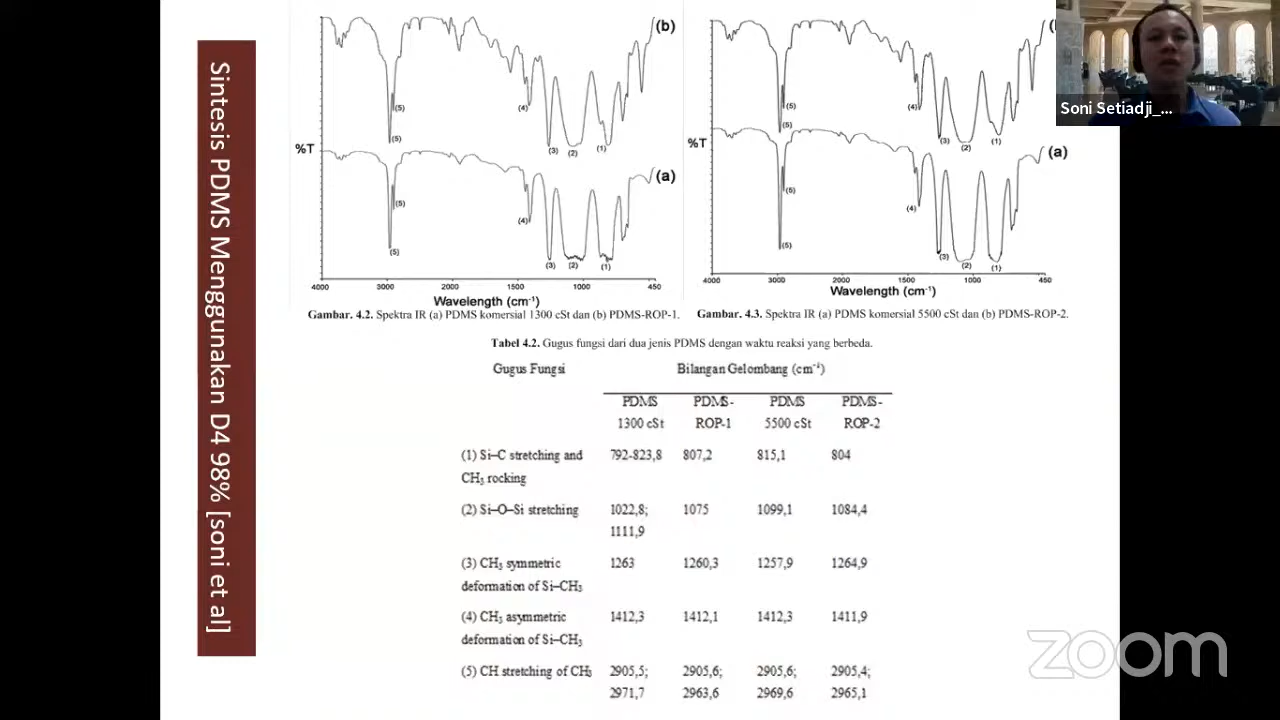 Sintesis PDMS Menggunakan D4 98% [soni et al]
(b)
(5)
(5)
(4)
(3)
(2)
(1)
%T
(a)
(5)
(5)
(4)
(3)
(2)
(1)
4000
3000
2000
1500
1000
450
Wavelength (cm⁻¹)
Gambar. 4.2. Spektra IR (a) PDMS komersial 1300 cSt dan (b) PDMS-ROP-1.
(5)
(5)
(4)
(3)
(2)
(1)
%T
(a)
(5)
(5)
(4)
(3)
(2)
(1)
4000
3000
2000
1400
1000
450
Wavelength (cm⁻¹)
Gambar. 4.3. Spektra IR (a) PDMS komersial 5500 cSt dan (b) PDMS-ROP-2.
Soni Setiadji_...
Tabel 4.2. Gugus fungsi dari dua jenis PDMS dengan waktu reaksi yang berbeda.
Gugus Fungsi Bilangan Gelombang (cm⁻¹)
PDMS PDMS- PDMS PDMS-
1300 cSt ROP-1 5500 cSt ROP-2
(1) Si–C stretching and 792-823,8 807,2 815,1 804
CH₃ rocking
(2) Si–O–Si stretching 1022,8; 1075 1099,1 1084,4
1111,9
(3) CH₃ symmetric 1263 1260,3 1257,9 1264,9
deformation of Si–CH₃
(4) CH₃ asymmetric 1412,3 1412,1 1412,3 1411,9
deformation of Si–CH₃
(5) CH stretching of CH₃ 2905,5; 2905,6; 2905,6; 2905,4;
2971,7 2963,6 2969,6 2965,1
zoom